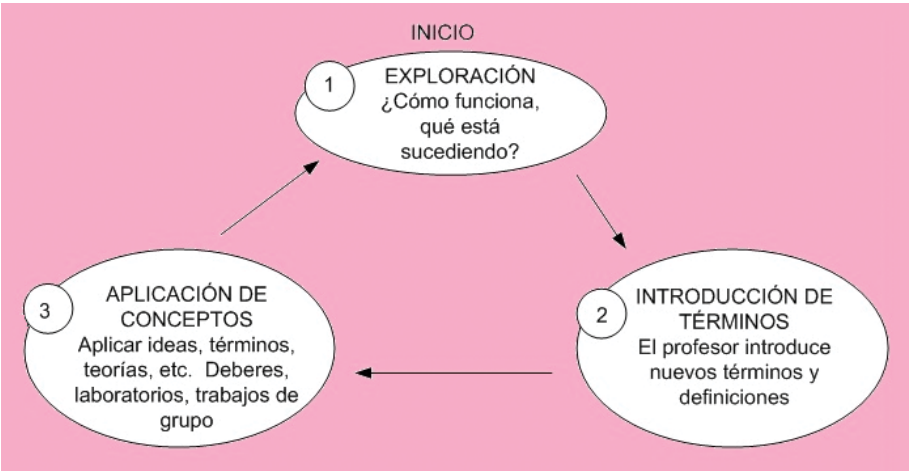 INICIO
1
EXPLORACIÓN
¿Cómo funciona,
qué está
sucediendo?
2
INTRODUCCIÓN DE
TÉRMINOS
El profesor introduce
nuevos términos y
definiciones
3
APLICACIÓN DE
CONCEPTOS
Aplicar ideas, términos,
teorías, etc. Deberes,
laboratorios, trabajos de
grupo